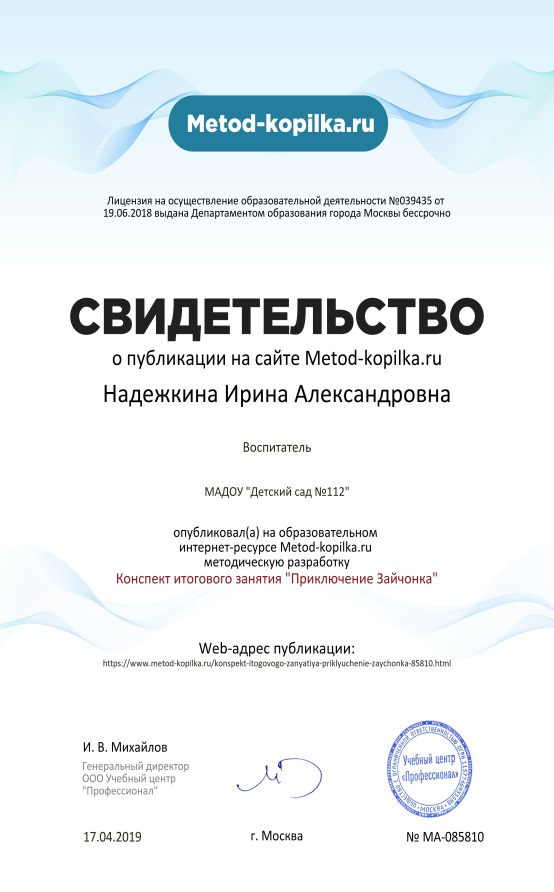 Metod-kopilka.ru
Лицензия на осуществление образовательной деятельности №039435 от
19.06.2018 выдана Департаментом образования города Москвы бессрочно
СВИДЕТЕЛЬСТВО
о публикации на сайте Metod-kopilka.ru
Надежкина Ирина Александровна
Воспитатель
МАДОУ "Детский сад №112"
опубликовал(а) на образовательном
интернет-ресурсе Metod-kopilka.ru
методическую разработку
Конспект итогового занятия "Приключение Зайчонка"
Web-адрес публикации:
https://www.metod-kopilka.ru/konspekt-itogovogo-zanyatiya-priklyuchenie-zaychonka-85810.html
И. В. Михайлов
Генеральный директор
ООО Учебный центр
"Профессионал"
Учебный центр
«Профессионал»
МОСКВА
17.04.2019
г. Москва
№ МА-085810